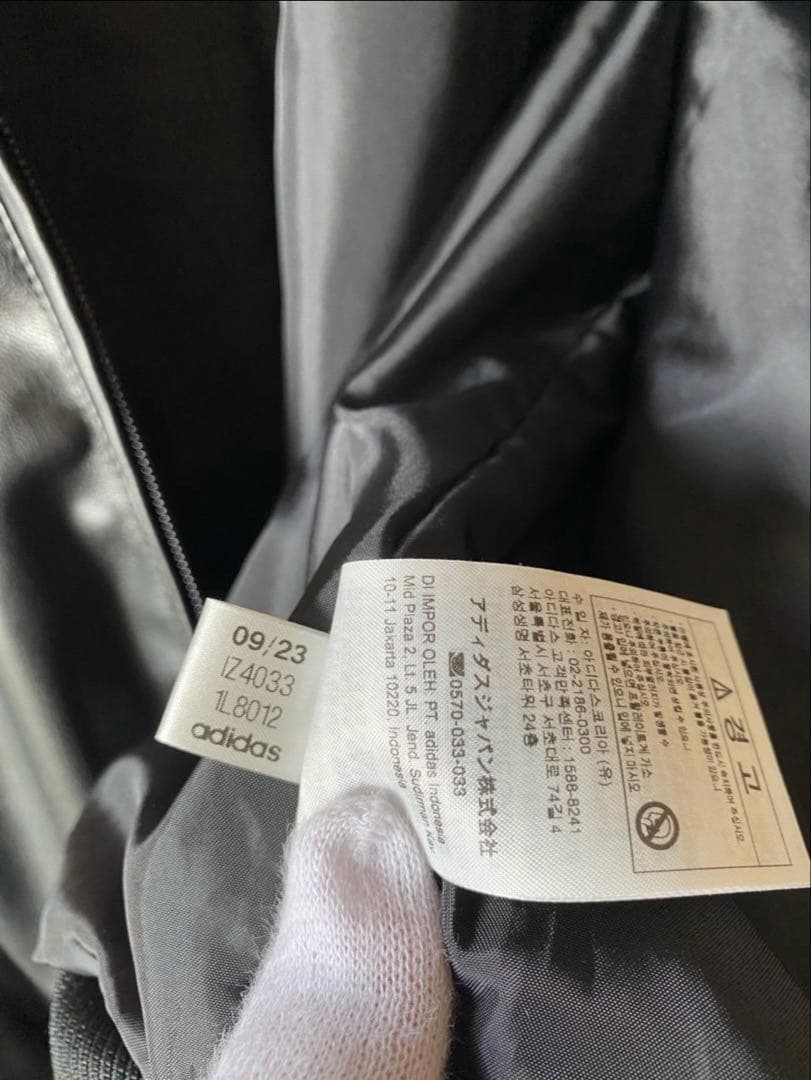 09/23
IZ4033
1L8012
adidas
⚠ 경 고
수 입 자: 아디다스코리아 (유)
대표전화 : 02-2186-0300
아디다스 고객만족센터 : 1588-8241
서울특별시 서초구 서초대로 74길 4
삼성생명 서초타워 24층
アディダスジャパン株式会社
0570-033-033
DI IMPOR OLEH: PT. adidas Indonesia
Mid Plaza 2, Lt. 5 JL. Jend. Sudirman Kav.
10-11 Jakarta 10220. Indonesia